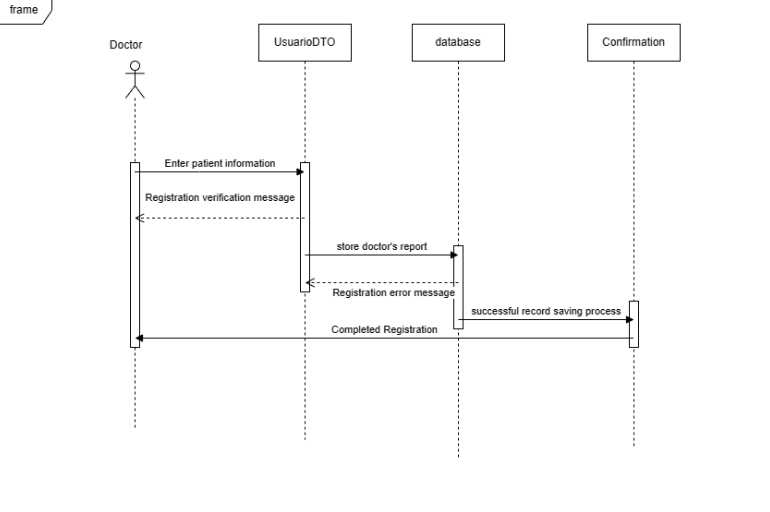 frame
Doctor
UsuarioDTO
database
Confirmation
Enter patient information
Registration verification message
store doctor's report
Registration error message
successful record saving process
Completed Registration